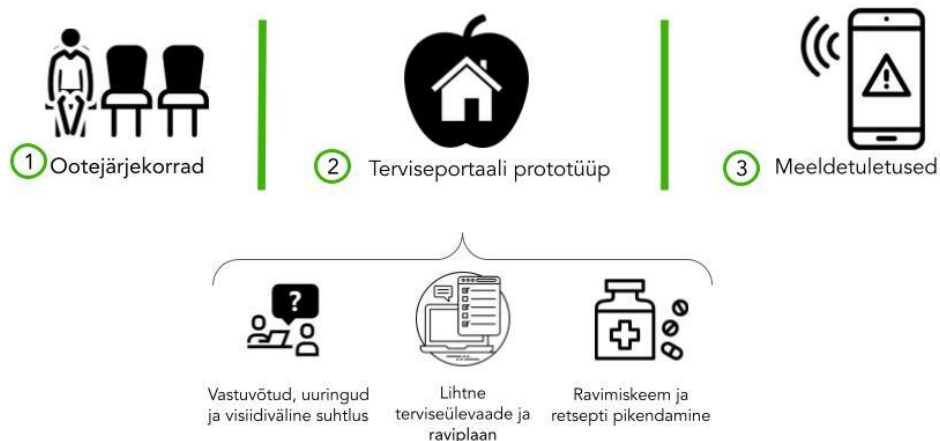 1 Ootejärjekorrad
2 Terviseportaali prototüüp
3 Meeldetuletused
?
Vastuvõtud, uuringud
ja visiidiväline suhtlus
Lihtne
terviseülevaade ja
raviplaan
Ravimiskeem ja
retsepti pikendamine